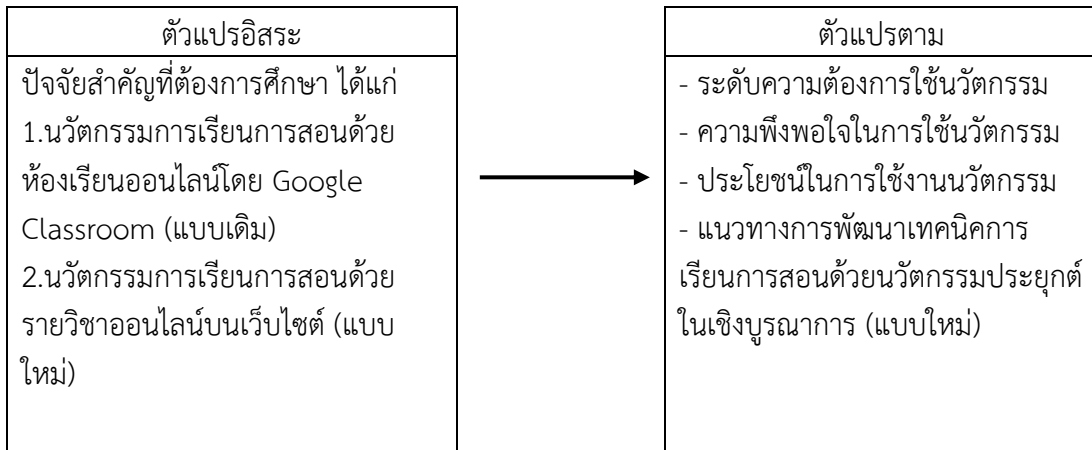 ตัวแปรอิสระ
ปัจจัยสำคัญที่ต้องการศึกษา ได้แก่
1.นวัตกรรมการเรียนการสอนด้วย
ห้องเรียนออนไลน์โดย Google
Classroom (แบบเดิม)
2.นวัตกรรมการเรียนการสอนด้วย
รายวิชาออนไลน์บนเว็บไซต์ (แบบ
ใหม่)
ตัวแปรตาม
- ระดับความต้องการใช้นวัตกรรม
- ความพึงพอใจในการใช้นวัตกรรม
- ประโยชน์ในการใช้งานนวัตกรรม
- แนวทางการพัฒนาเทคนิคการ
เรียนการสอนด้วยนวัตกรรมประยุกต์
ในเชิงบูรณาการ (แบบใหม่)